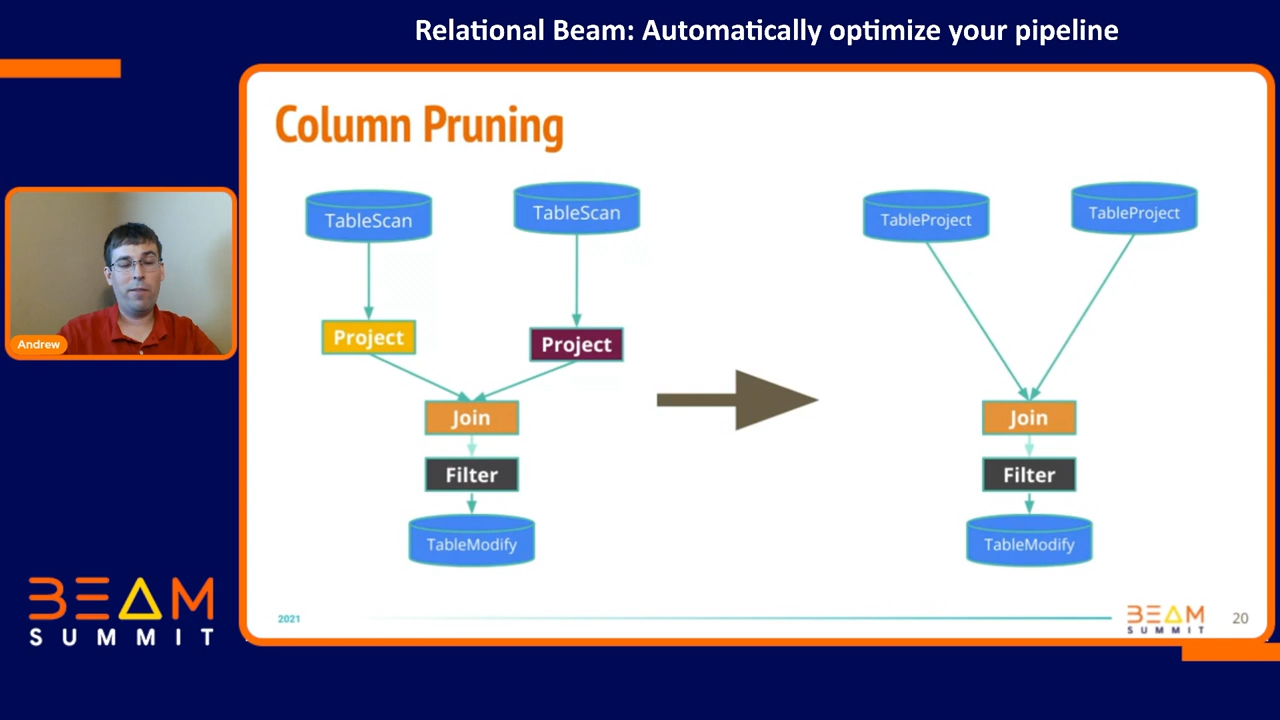 Relational Beam: Automatically optimize your pipeline
Column Pruning
TableScan
TableScan
Project
Project
Join
Filter
TableModify
TableProject
TableProject
Join
Filter
TableModify
Andrew
2021
BEAM
SUMMIT
20
BEAM
SUMMIT